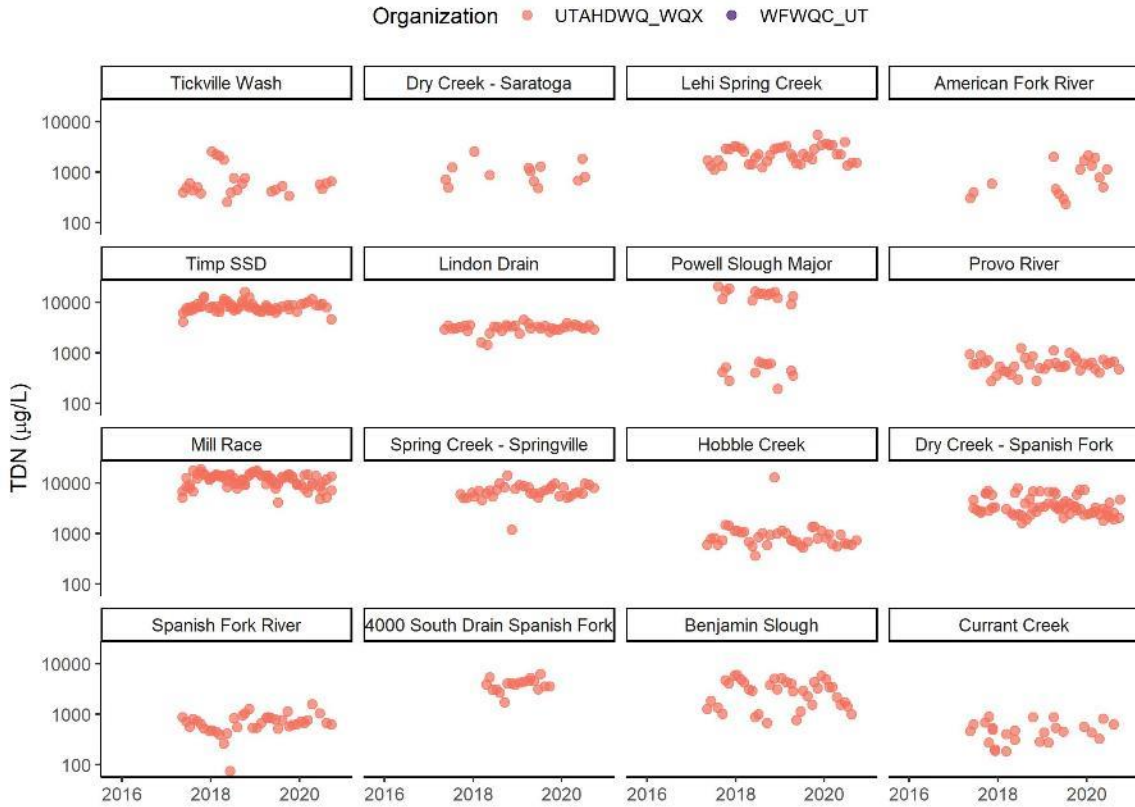 Organization UTAHDWQ_WQX WFWQC_UT
Tickville Wash Dry Creek - Saratoga Lehi Spring Creek American Fork River
10000
1000
100
Timp SSD Lindon Drain Powell Slough Major Provo River
10000
1000
100
Mill Race Spring Creek - Springville Hobble Creek Dry Creek - Spanish Fork
10000
1000
100
Spanish Fork River 4000 South Drain Spanish Fork Benjamin Slough Currant Creek
10000
1000
100
2016 2018 2020 2016 2018 2020 2016 2018 2020 2016 2018 2020
TDN (μg/L)